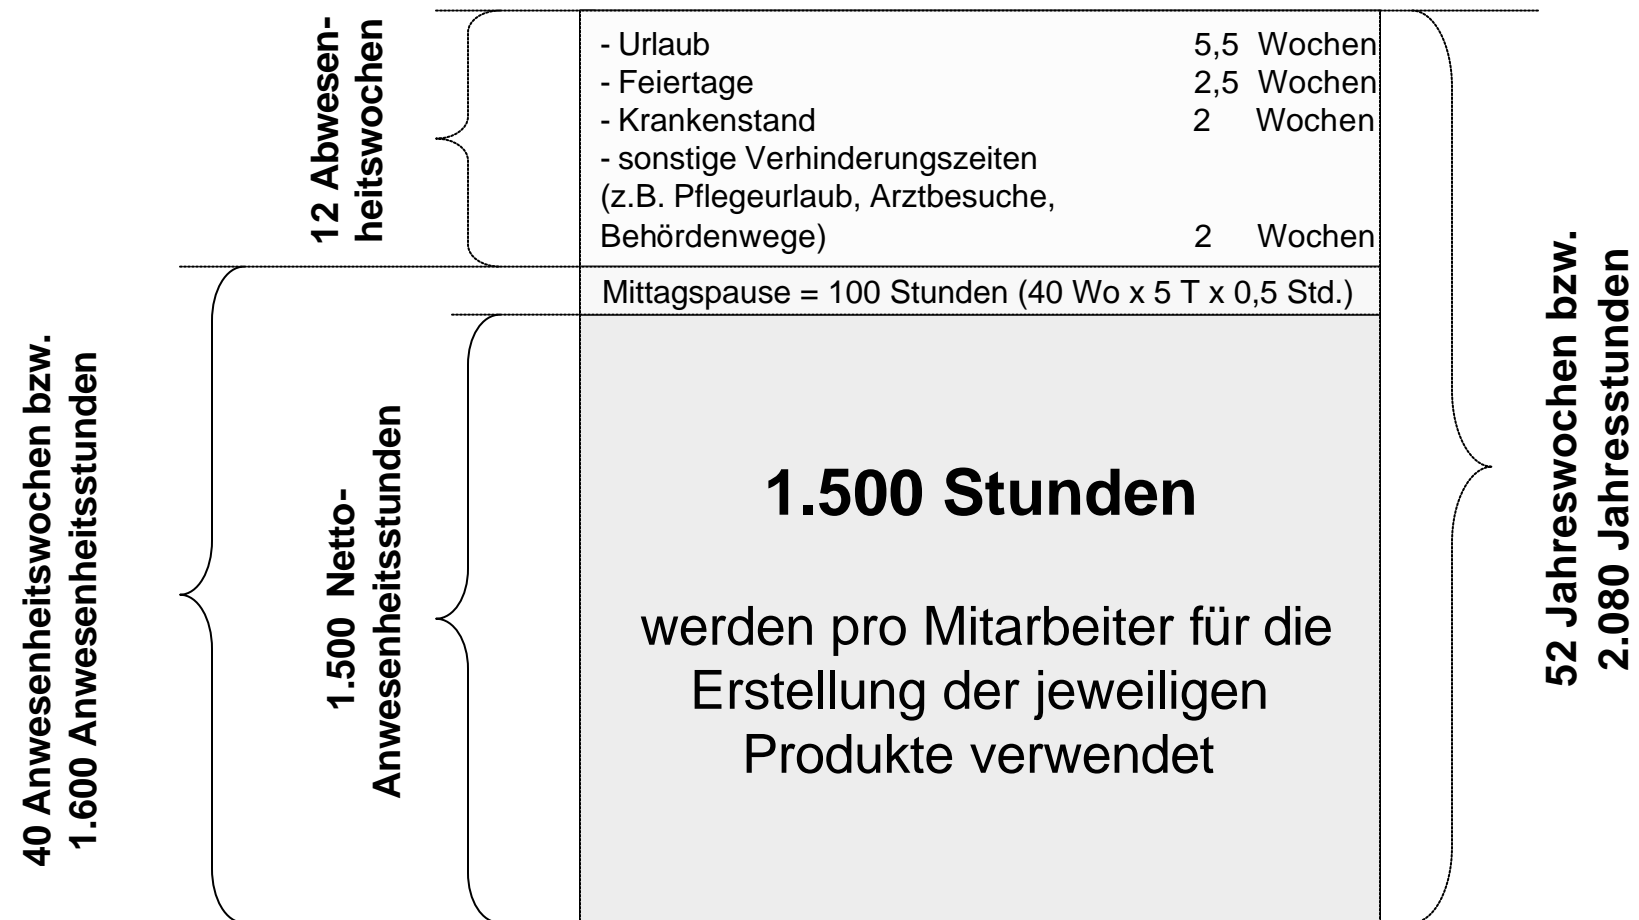 12 Abwesen-
heitswochen
- Urlaub 5,5 Wochen
- Feiertage 2,5 Wochen
- Krankenstand 2 Wochen
- sonstige Verhinderungszeiten
(z.B. Pflegeurlaub, Arztbesuche,
Behördenwege) 2 Wochen
Mittagspause = 100 Stunden (40 Wo x 5 T x 0,5 Std.)
40 Anwesenheitswochen bzw.
1.600 Anwesenheitsstunden
1.500 Netto-
Anwesenheitsstunden
1.500 Stunden
werden pro Mitarbeiter für die
Erstellung der jeweiligen
Produkte verwendet
52 Jahreswochen bzw.
2.080 Jahresstunden